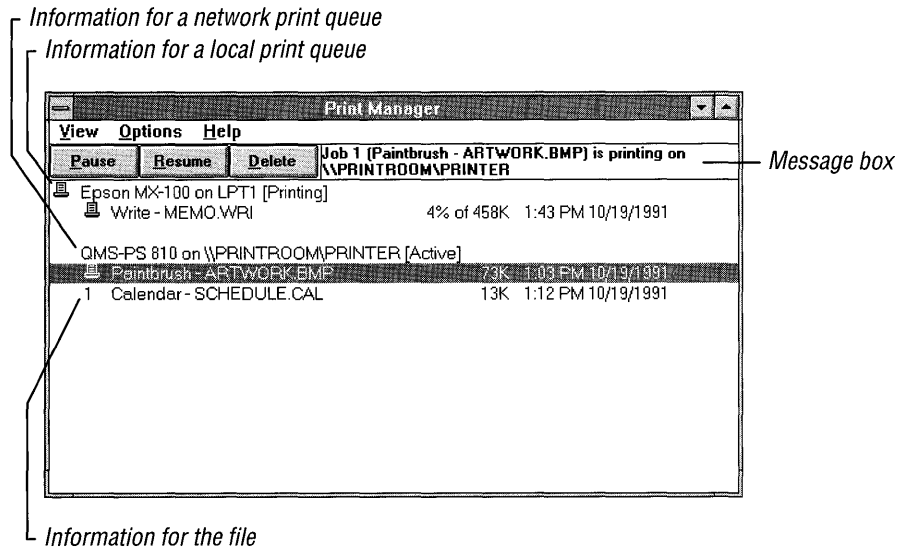 Information for a network print queue
Information for a local print queue
Print Manager
View Options Help
Pause Resume Delete
Job 1 (Paintbrush - ARTWORK.BMP) is printing on
\\PRINTROOM\PRINTER
Message box
Epson MX-100 on LPT1 [Printing]
Write - MEMO.WRI 4% of 458K 1:43 PM 10/19/1991
QMS-PS 810 on \\PRINTROOM\PRINTER [Active]
Paintbrush - ARTWORK.BMP 73K 1:03 PM 10/19/1991
1 Calendar - SCHEDULE.CAL 13K 1:12 PM 10/19/1991
Information for the file